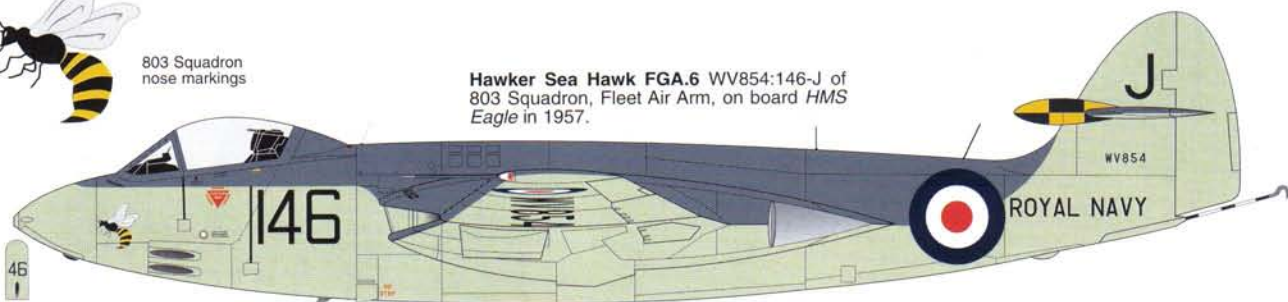 803 Squadron
nose markings
Hawker Sea Hawk FGA.6 WV854:146-J of
803 Squadron, Fleet Air Arm, on board HMS
Eagle in 1957.
J
WV854
146
ROYAL NAVY
46